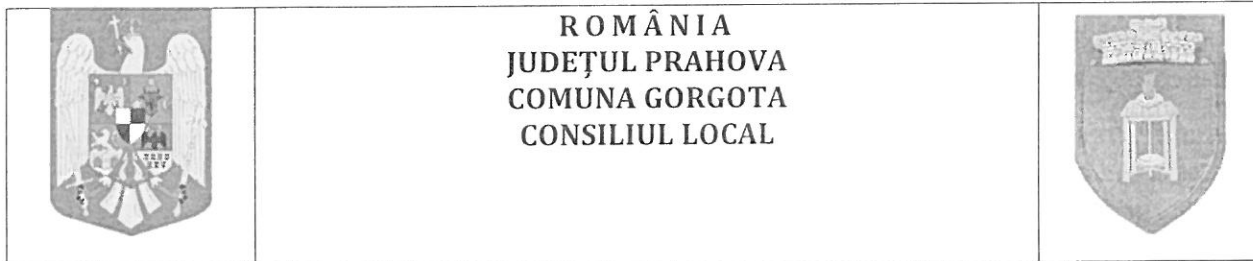 ROMÂNIA
JUDEȚUL PRAHOVA
COMUNA GORGOTA
CONSILIUL LOCAL